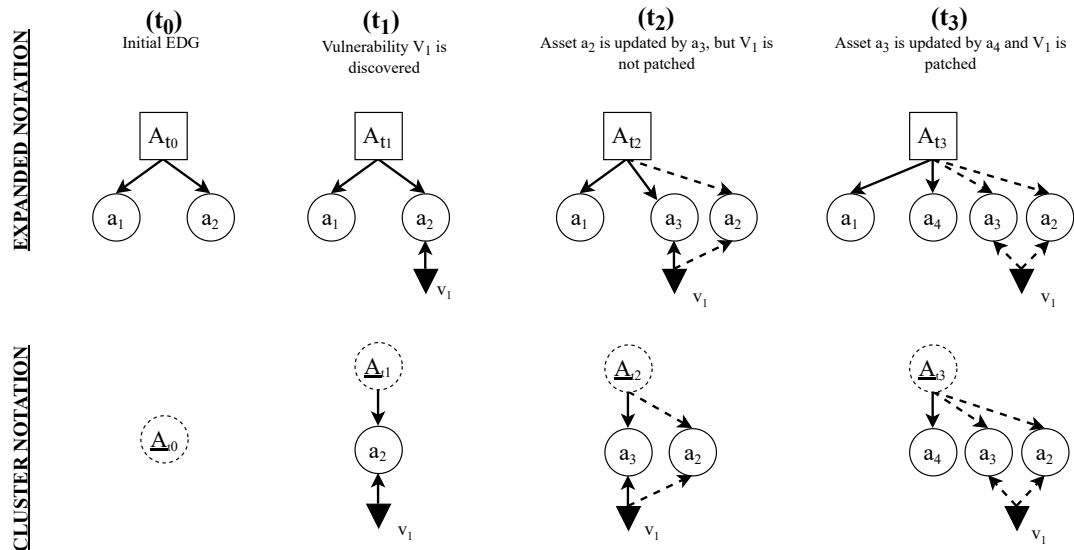 (t0)
Initial EDG
(t1)
Vulnerability V1 is
discovered
(t2)
Asset a2 is updated by a3, but V1 is
not patched
(t3)
Asset a3 is updated by a4 and V1 is
patched
EXPANDED NOTATION
At0
a1
a2
At1
a1
a2
v1
At2
a1
a3
a2
v1
At3
a1
a4
a3
a2
v1
CLUSTER NOTATION
At0
At1
a2
v1
At2
a3
a2
v1
At3
a4
a3
a2
v1